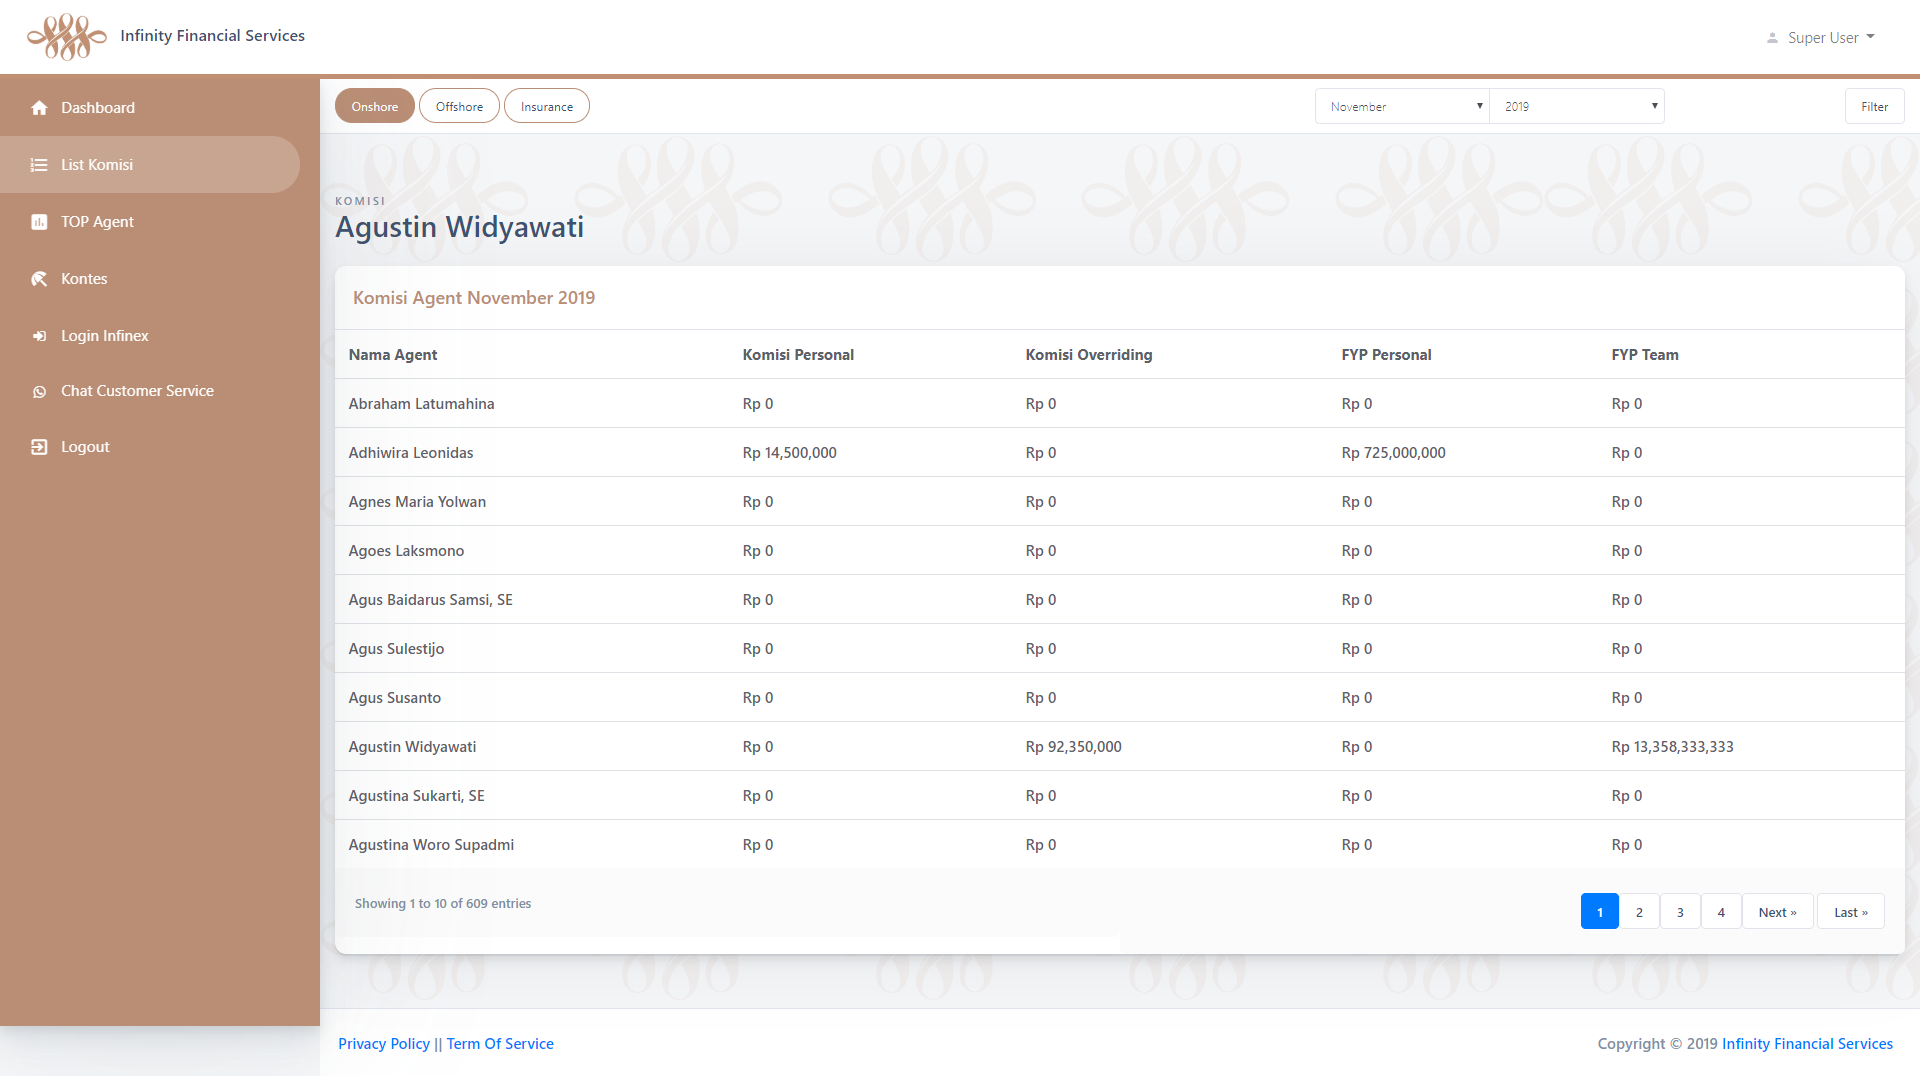 Infinity Financial Services
Super User
Dashboard
List Komisi
TOP Agent
Kontes
Login Infinex
Chat Customer Service
Logout
Onshore Offshore Insurance November 2019 Filter
KOMISI
Agustin Widyawati
Komisi Agent November 2019
Nama Agent Komisi Personal Komisi Overriding FYP Personal FYP Team
Abraham Latumahina Rp 0 Rp 0 Rp 0 Rp 0
Adhiwira Leonidas Rp 14,500,000 Rp 0 Rp 725,000,000 Rp 0
Agnes Maria Yolwan Rp 0 Rp 0 Rp 0 Rp 0
Agoes Laksmono Rp 0 Rp 0 Rp 0 Rp 0
Agus Baidarus Samsi, SE Rp 0 Rp 0 Rp 0 Rp 0
Agus Sulestijo Rp 0 Rp 0 Rp 0 Rp 0
Agus Susanto Rp 0 Rp 0 Rp 0 Rp 0
Agustin Widyawati Rp 0 Rp 92,350,000 Rp 0 Rp 13,358,333,333
Agustina Sukarti, SE Rp 0 Rp 0 Rp 0 Rp 0
Agustina Woro Supadmi Rp 0 Rp 0 Rp 0 Rp 0
Showing 1 to 10 of 609 entries
1 2 3 4 Next » Last »
Privacy Policy || Term Of Service
Copyright © 2019 Infinity Financial Services